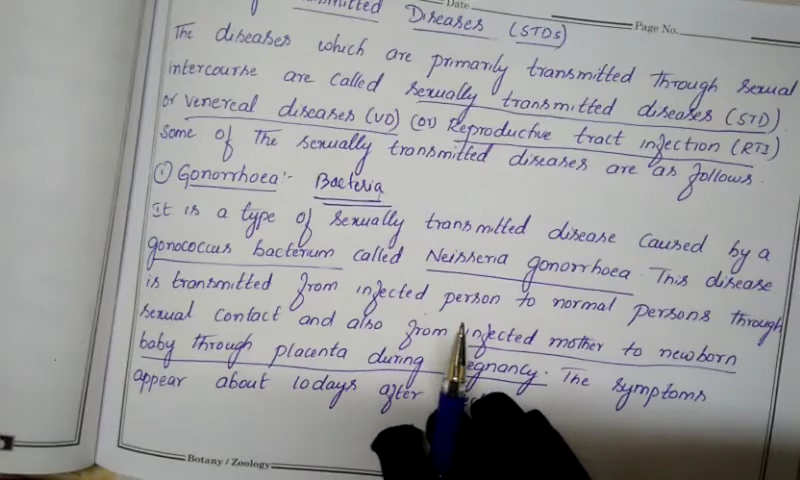 Date
Page No.
Transmitted Diseases (STDs)
The diseases which are primarily transmitted through sexual
intercourse are called sexually transmitted diseases (STD)
or venereal diseases (VD) (or) Reproductive tract infection (RTI)
some of the sexually transmitted diseases are as follows.
① Gonorrhoea:- Bacteria
It is a type of sexually transmitted disease caused by a
gonococcus bacterium called Neisseria gonorrhoea. This disease
is transmitted from infected person to normal persons through
sexual contact and also from infected mother to newborn
baby through placenta during pregnancy. The symptoms
appear about 10days after
Botany / Zoology